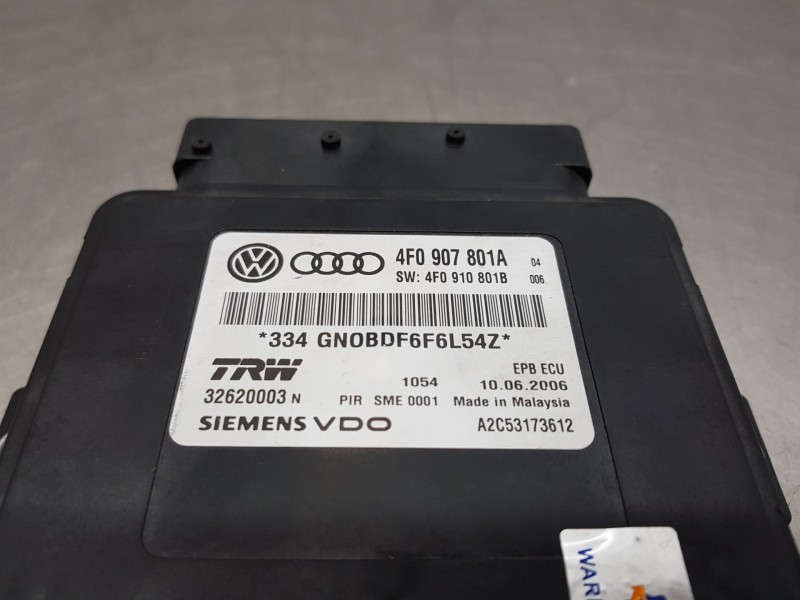 4F0 907 801A 04
SW: 4F0 910 801B 006
*334 GN0BDF6F6L54Z*
TRW EPB ECU
1054 10.06.2006
32620003 N PIR SME 0001 Made in Malaysia
SIEMENS VDO A2C53173612